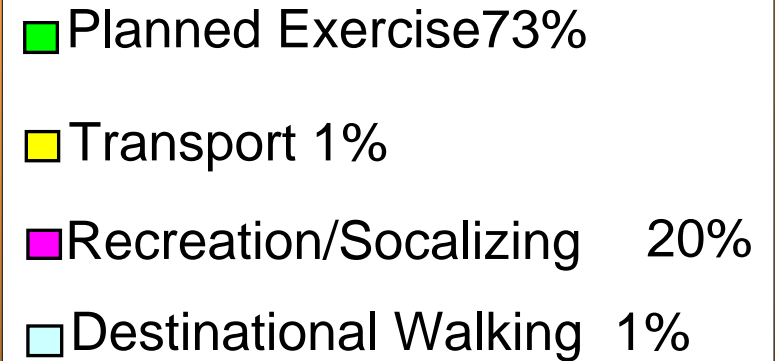 Planned Exercise73%
Transport 1%
Recreation/Socalizing 20%
Destinational Walking 1%